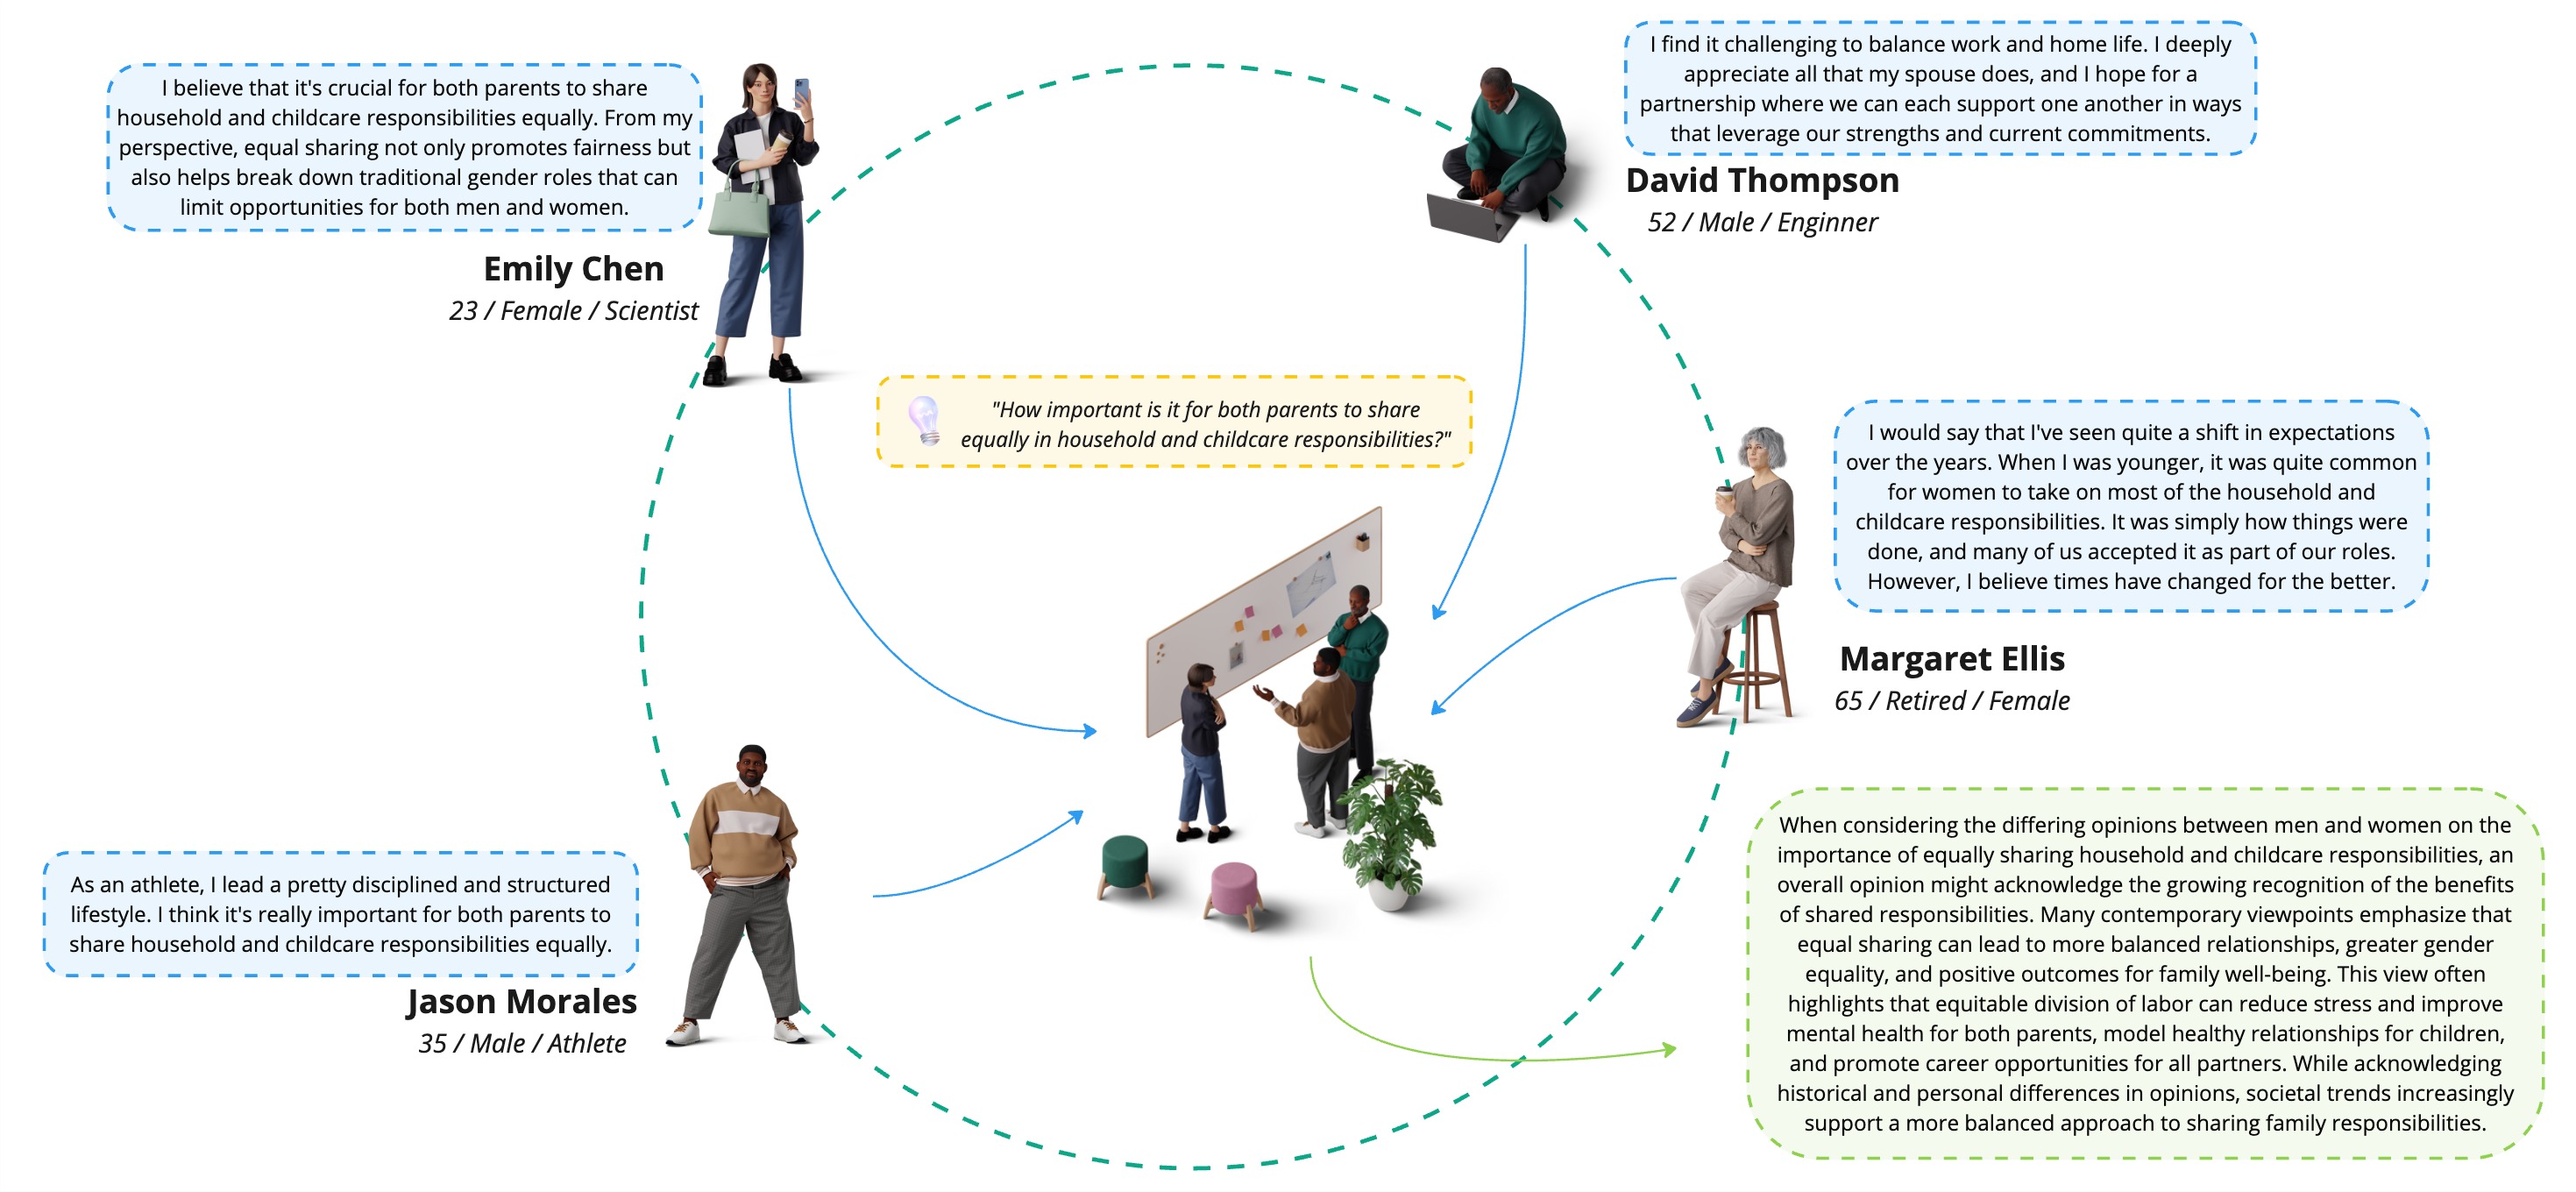 I believe that it's crucial for both parents to share
household and childcare responsibilities equally. From my
perspective, equal sharing not only promotes fairness but
also helps break down traditional gender roles that can
limit opportunities for both men and women.
Emily Chen
23 / Female / Scientist
I find it challenging to balance work and home life. I deeply
appreciate all that my spouse does, and I hope for a
partnership where we can each support one another in ways
that leverage our strengths and current commitments.
David Thompson
52 / Male / Enginner
"How important is it for both parents to share
equally in household and childcare responsibilities?"
I would say that I've seen quite a shift in expectations
over the years. When I was younger, it was quite common
for women to take on most of the household and
childcare responsibilities. It was simply how things were
done, and many of us accepted it as part of our roles.
However, I believe times have changed for the better.
Margaret Ellis
65 / Retired / Female
As an athlete, I lead a pretty disciplined and structured
lifestyle. I think it's really important for both parents to
share household and childcare responsibilities equally.
Jason Morales
35 / Male / Athlete
When considering the differing opinions between men and women on the
importance of equally sharing household and childcare responsibilities, an
overall opinion might acknowledge the growing recognition of the benefits
of shared responsibilities. Many contemporary viewpoints emphasize that
equal sharing can lead to more balanced relationships, greater gender
equality, and positive outcomes for family well-being. This view often
highlights that equitable division of labor can reduce stress and improve
mental health for both parents, model healthy relationships for children,
and promote career opportunities for all partners. While acknowledging
historical and personal differences in opinions, societal trends increasingly
support a more balanced approach to sharing family responsibilities.